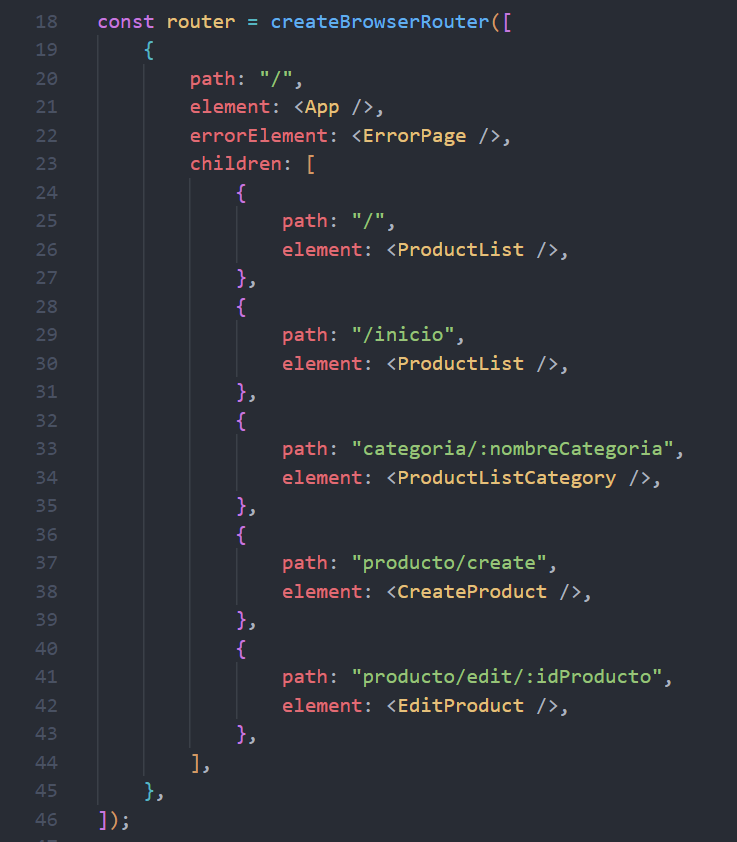 18 const router = createBrowserRouter([
19     {
20         path: "/",
21         element: <App />,
22         errorElement: <ErrorPage />,
23         children: [
24             {
25                 path: "/",
26                 element: <ProductList />,
27             },
28             {
29                 path: "/inicio",
30                 element: <ProductList />,
31             },
32             {
33                 path: "categoria/:nombreCategoria",
34                 element: <ProductListCategory />,
35             },
36             {
37                 path: "producto/create",
38                 element: <CreateProduct />,
39             },
40             {
41                 path: "producto/edit/:idProducto",
42                 element: <EditProduct />,
43             },
44         ],
45     },
46 ]);